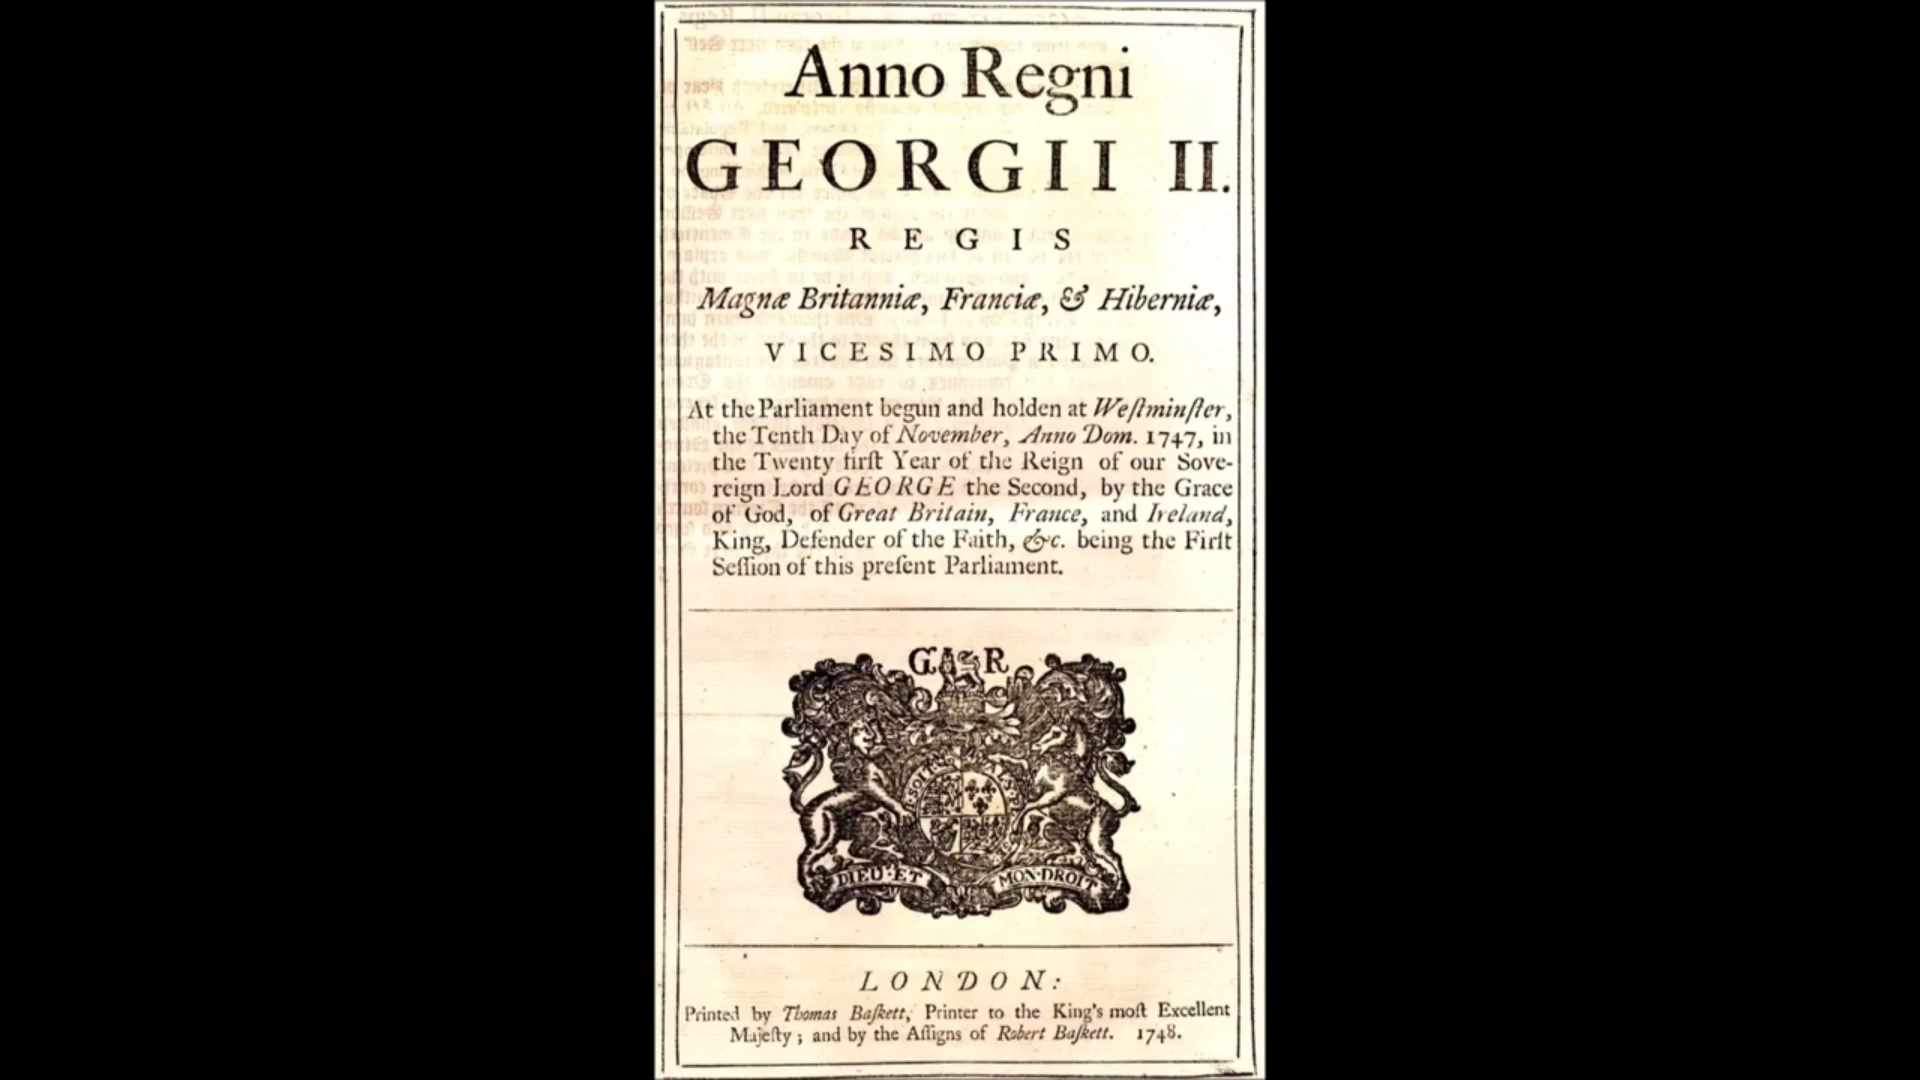 Anno Regni
GEORGII II.
REGIS
Magnæ Britanniæ, Franciæ, & Hiberniæ,
VICESIMO PRIMO.
At the Parliament begun and holden at Weſtminſter,
the Tenth Day of November, Anno Dom. 1747, in
the Twenty firſt Year of the Reign of our Sove-
reign Lord GEORGE the Second, by the Grace
of God, of Great Britain, France, and Ireland,
King, Defender of the Faith, &c. being the Firſt
Seſſion of this preſent Parliament.
G R
DIEU·ET MON·DROIT
LONDON:
Printed by Thomas Baſkett, Printer to the King's moſt Excellent
Majeſty; and by the Aſſigns of Robert Baſkett. 1748.